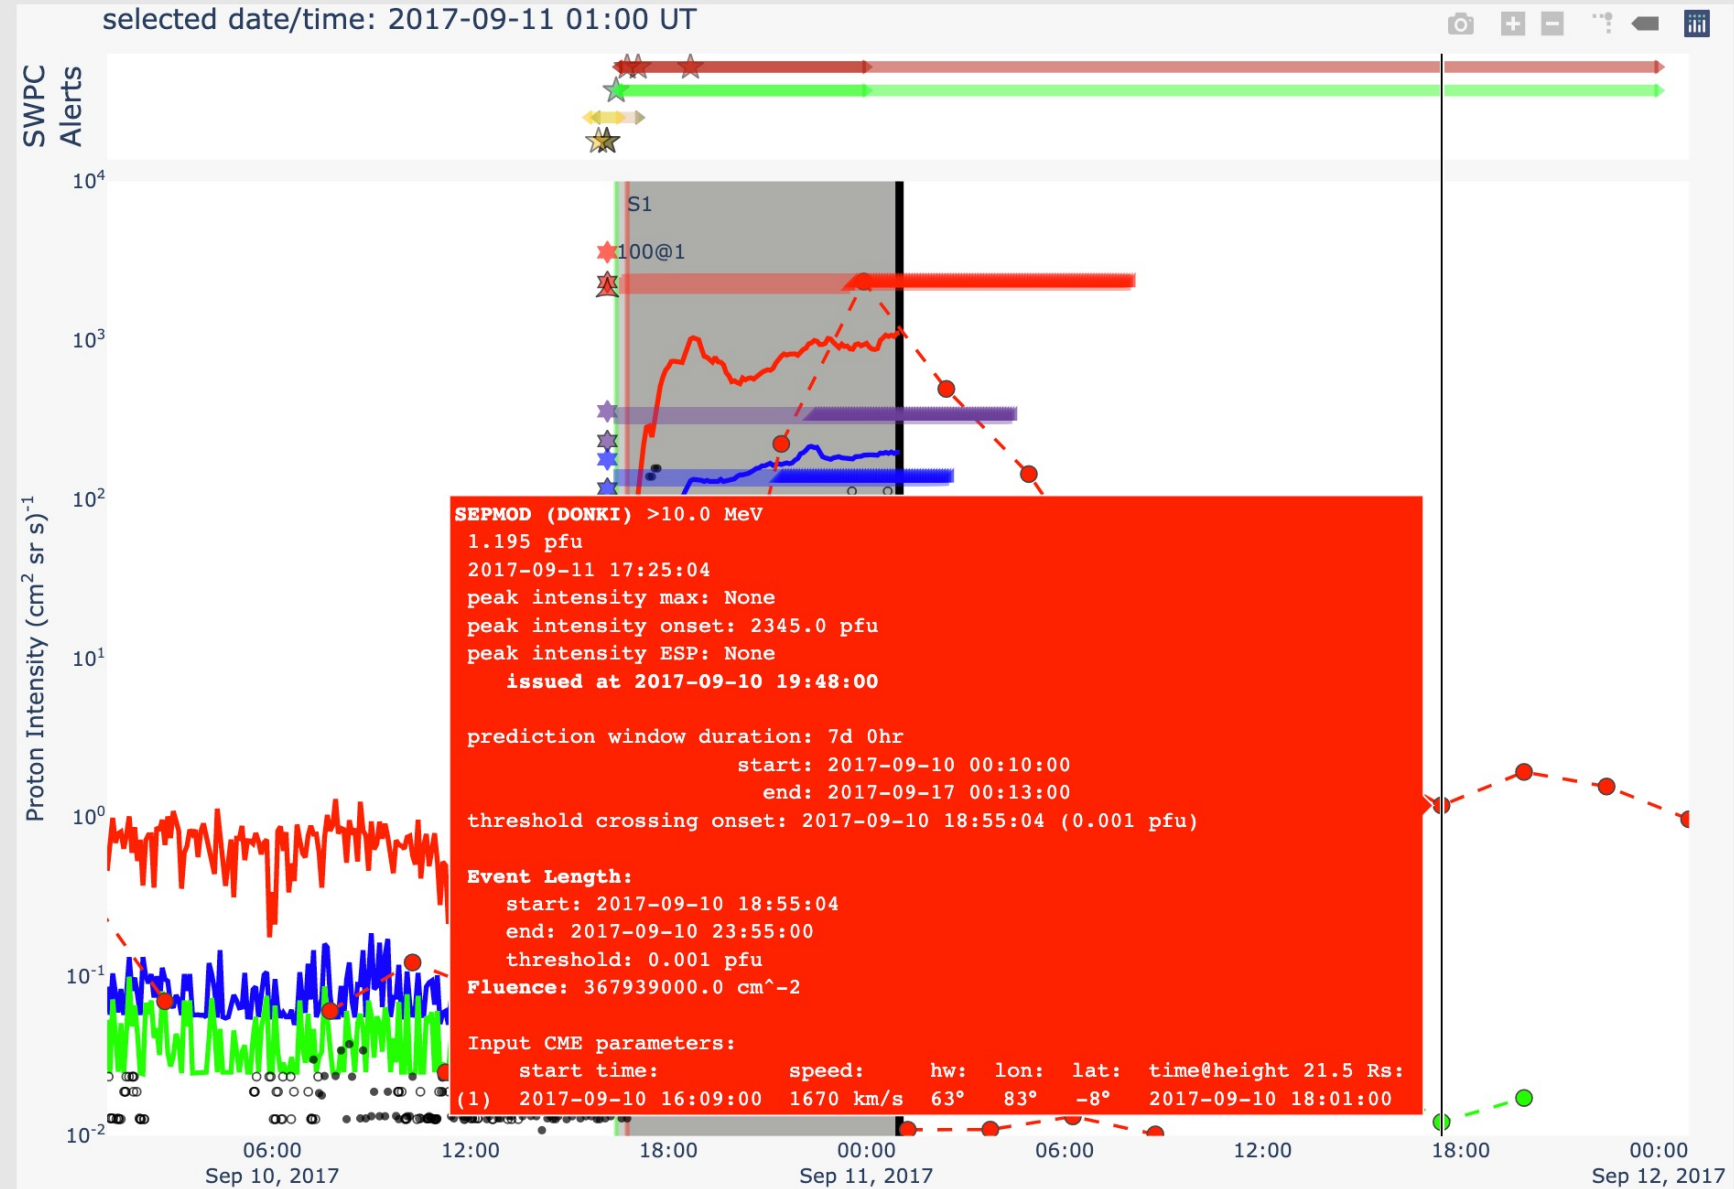 selected date/time: 2017-09-11 01:00 UT
SWPC
Alerts
10^4
S1
100@1
10^3
10^2
Proton Intensity (cm^2 sr s)^-1
SEPMOD (DONKI) >10.0 MeV
1.195 pfu
2017-09-11 17:25:04
peak intensity max: None
peak intensity onset: 2345.0 pfu
peak intensity ESP: None
issued at 2017-09-10 19:48:00
prediction window duration: 7d 0hr
start: 2017-09-10 00:10:00
end: 2017-09-17 00:13:00
threshold crossing onset: 2017-09-10 18:55:04 (0.001 pfu)
Event Length:
start: 2017-09-10 18:55:04
end: 2017-09-10 23:55:00
threshold: 0.001 pfu
Fluence: 367939000.0 cm^-2
Input CME parameters:
start time: speed: hw: lon: lat: time@height 21.5 Rs:
(1) 2017-09-10 16:09:00 1670 km/s 63° 83° -8° 2017-09-10 18:01:00
10^1
10^0
10^-1
10^-2
06:00 12:00 18:00 00:00 06:00 12:00 18:00 00:00
Sep 10, 2017 Sep 11, 2017 Sep 12, 2017